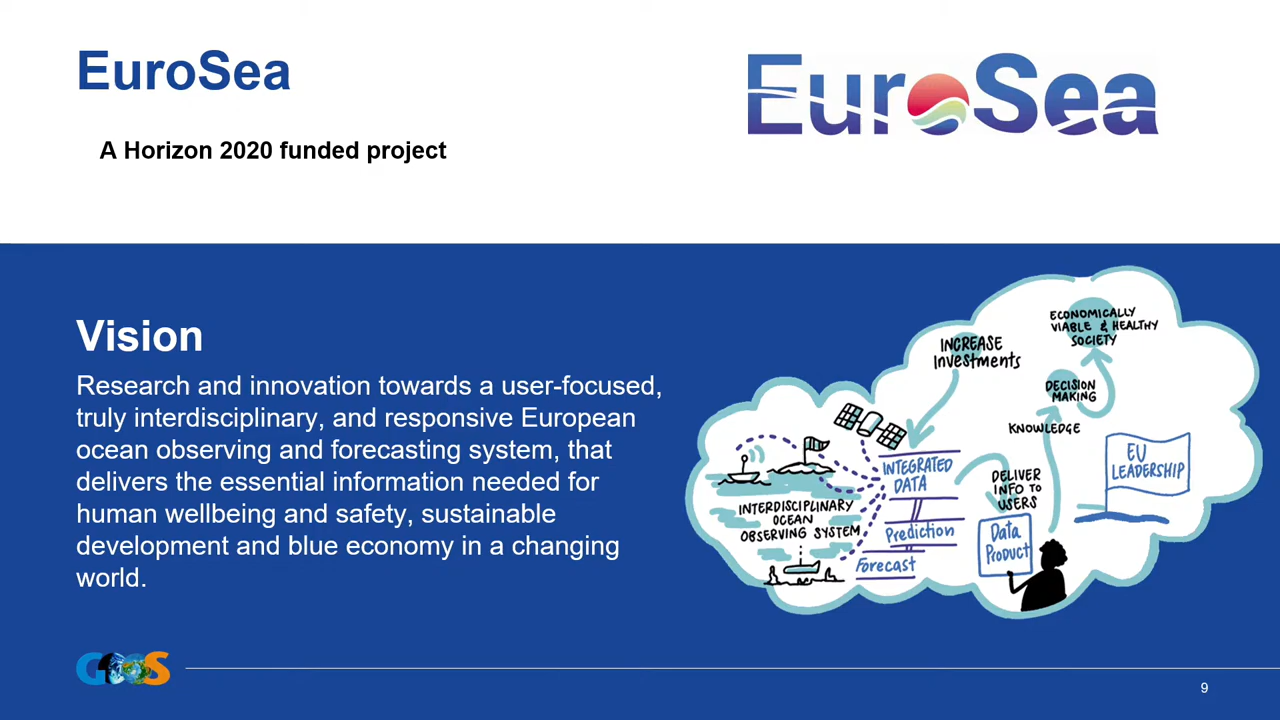 EuroSea
EuroSea
A Horizon 2020 funded project
Vision
Research and innovation towards a user-focused,
truly interdisciplinary, and responsive European
ocean observing and forecasting system, that
delivers the essential information needed for
human wellbeing and safety, sustainable
development and blue economy in a changing
world.
INCREASE
Investments
ECONOMICALLY
VIABLE & HEALTHY
SOCIETY
DECISION
MAKING
KNOWLEDGE
EU
LEADERSHIP
INTEGRATED
DATA
DELIVER
INFO TO
USERS
INTERDISCIPLINARY
OCEAN
OBSERVING SYSTEM
Prediction
Data
Product
Forecast
GOOS
9